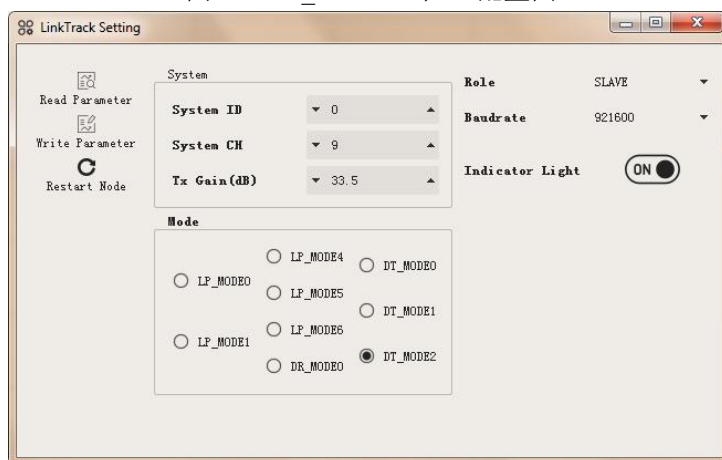 LinkTrack Setting
Read Parameter
Write Parameter
Restart Node
System
System ID
0
System CH
9
Tx Gain(dB)
33.5
Role
SLAVE
Baudrate
921600
Indicator Light
ON
Mode
LP_MODE0
LP_MODE1
LP_MODE4
LP_MODE5
LP_MODE6
DR_MODE0
DT_MODE0
DT_MODE1
DT_MODE2